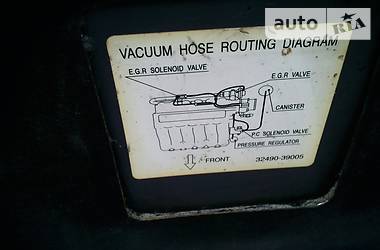 auto RIA
VACUUM HOSE ROUTING DIAGRAM
E.G.R SOLENOID VALVE
E.G.R VALVE
CANISTER
P.C SOLENOID VALVE
PRESSURE REGULATOR
FRONT
32490-39005